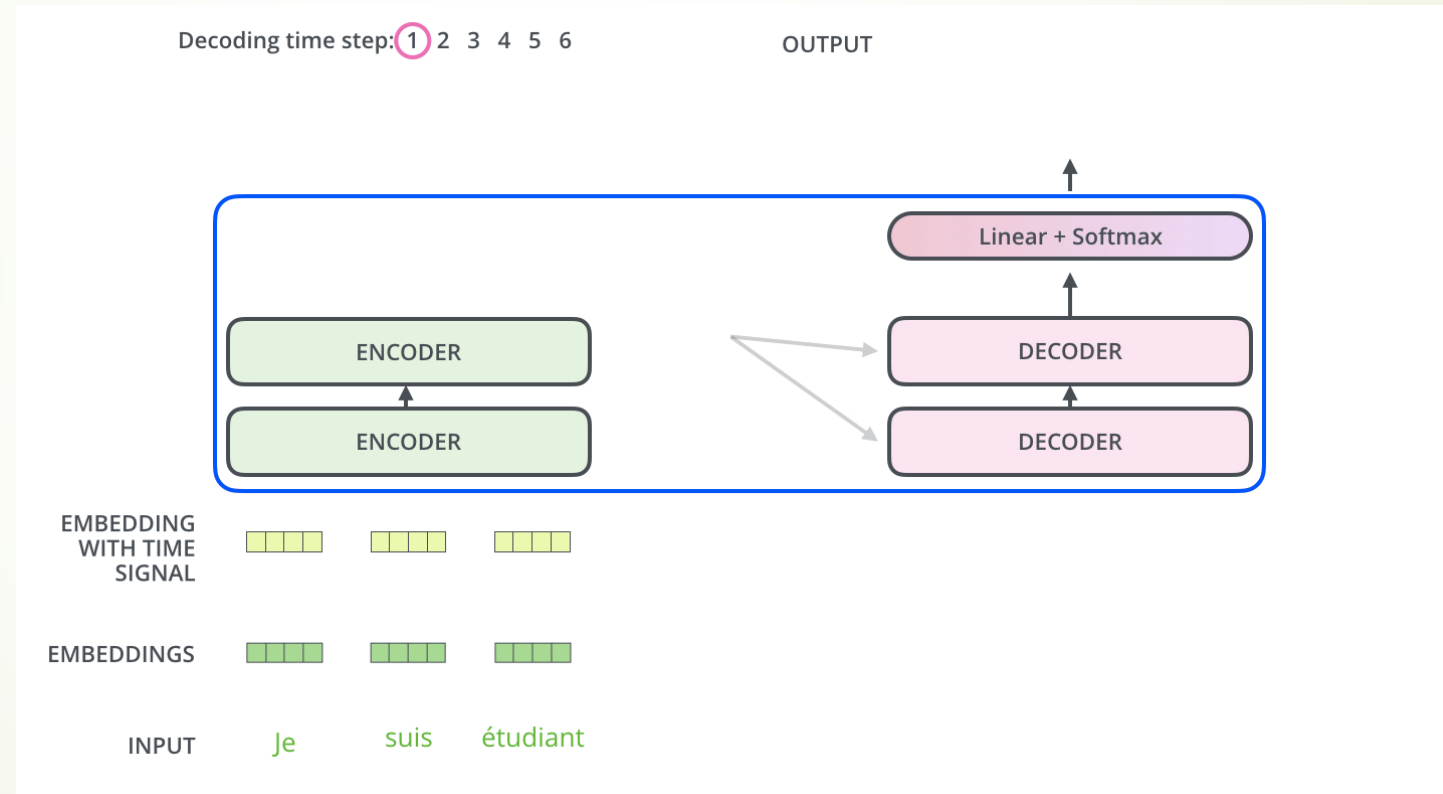 Decoding time step: 1 2 3 4 5 6
OUTPUT
Linear + Softmax
ENCODER
DECODER
ENCODER
DECODER
EMBEDDING
WITH TIME
SIGNAL
EMBEDDINGS
INPUT
Je
suis
étudiant